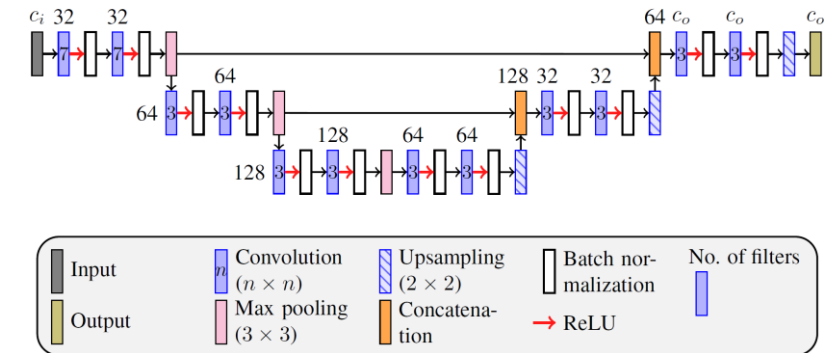 c_i 32 32 64 c_o c_o c_o
7 7 3 3
64 128 32 32
64 3 3 3 3
128 64 64
128 3 3 3 3
Input
n Convolution
(n × n)
Upsampling
(2 × 2)
Batch nor-
malization
No. of filters
Output
Max pooling
(3 × 3)
Concatena-
tion
ReLU